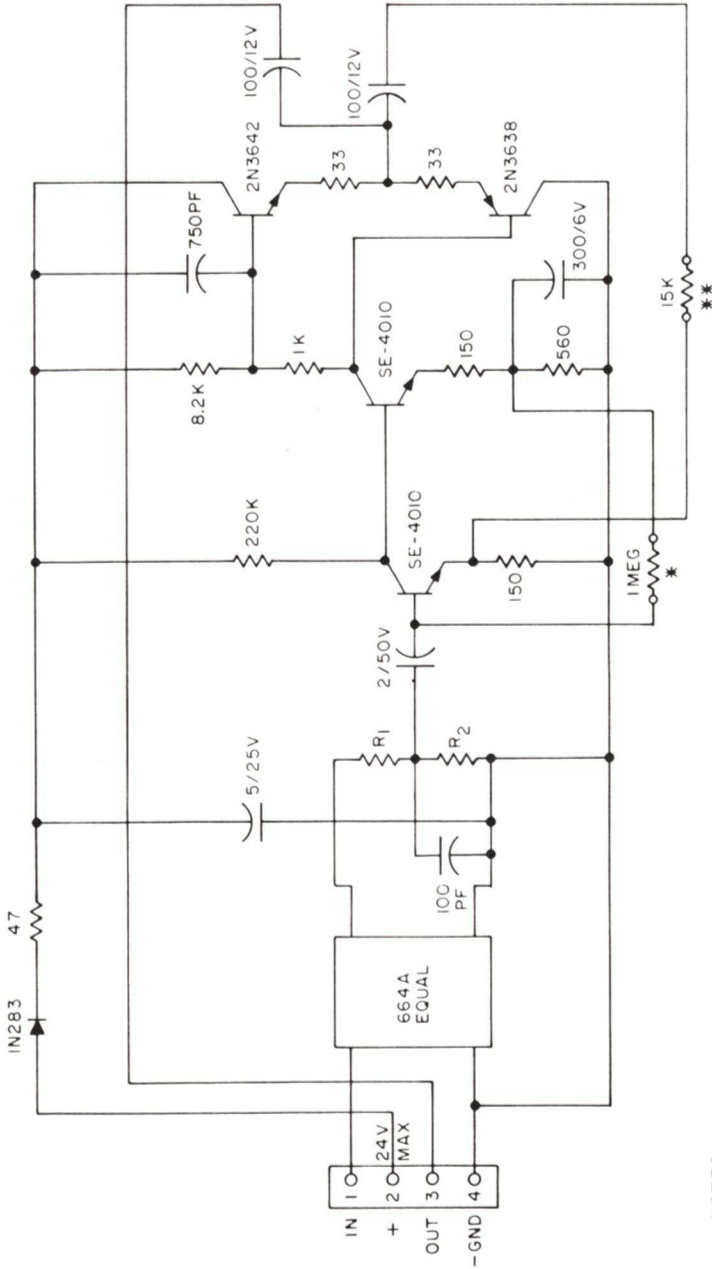 IN283
47
100/12V
100/12V
2N3642
33
33
2N3638
750PF
8.2K
1K
SE-4010
150
300/6V
560
220K
SE-4010
150
15K
**
1MEG
*
2/50V
5/25V
R1
R2
100
PF
664A
EQUAL
IN 1
+ 2 24V
MAX
OUT 3
-GND 4